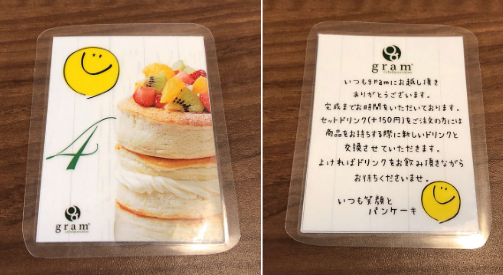 4
gram
gram
いつもgramにお越し頂き
ありがとうございます。
完成までお時間をいただいております。
セットドリンク(+150円)をご注文の方には
商品をお持ちする際に新しいドリンクと
交換させていただきます。
よければドリンクをお飲み頂きながら
お待ちくださいませ。
いつも笑顔と
パンケーキ